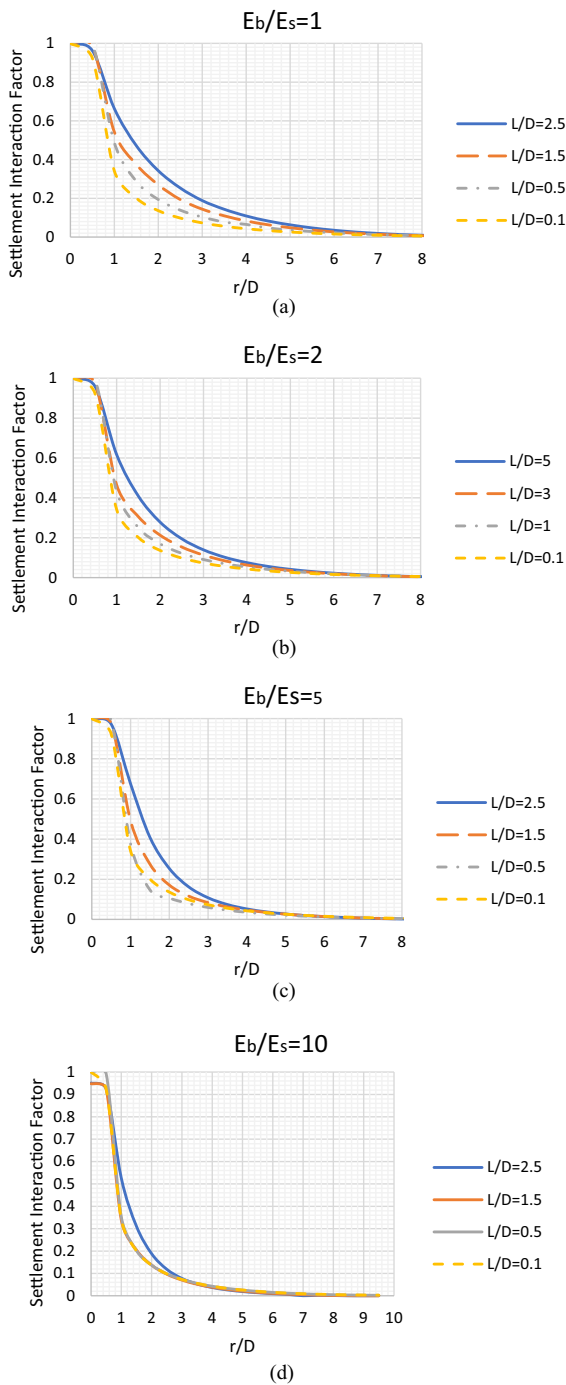 Eb/Es=1
Settlement Interaction Factor
1
0.8
0.6
0.4
0.2
0
0 1 2 3 4 5 6 7 8
r/D
L/D=2.5
L/D=1.5
L/D=0.5
L/D=0.1
(a)
Eb/Es=2
Settlement Interaction Factor
1
0.8
0.6
0.4
0.2
0
0 1 2 3 4 5 6 7 8
r/D
L/D=5
L/D=3
L/D=1
L/D=0.1
(b)
Eb/Es=5
Settlement Interaction Factor
1
0.8
0.6
0.4
0.2
0
0 1 2 3 4 5 6 7 8
r/D
L/D=2.5
L/D=1.5
L/D=0.5
L/D=0.1
(c)
Eb/Es=10
Settlement Interaction Factor
1
0.9
0.8
0.7
0.6
0.5
0.4
0.3
0.2
0.1
0
0 1 2 3 4 5 6 7 8 9 10
r/D
L/D=2.5
L/D=1.5
L/D=0.5
L/D=0.1
(d)